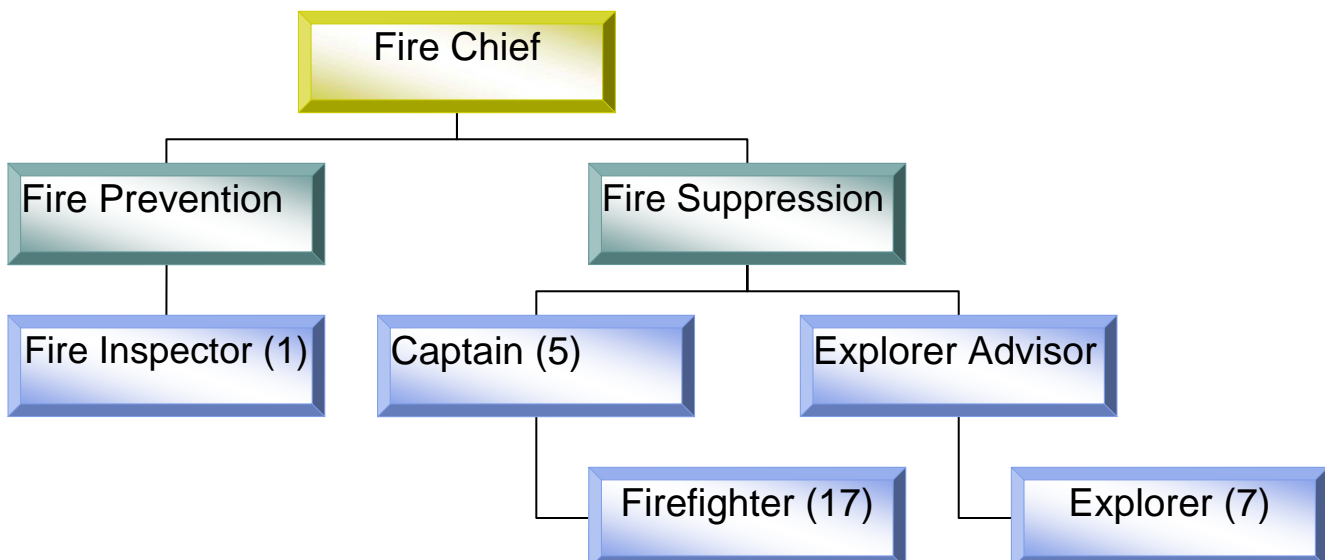 Fire Chief
Fire Prevention
Fire Suppression
Fire Inspector (1)
Captain (5)
Explorer Advisor
Firefighter (17)
Explorer (7)